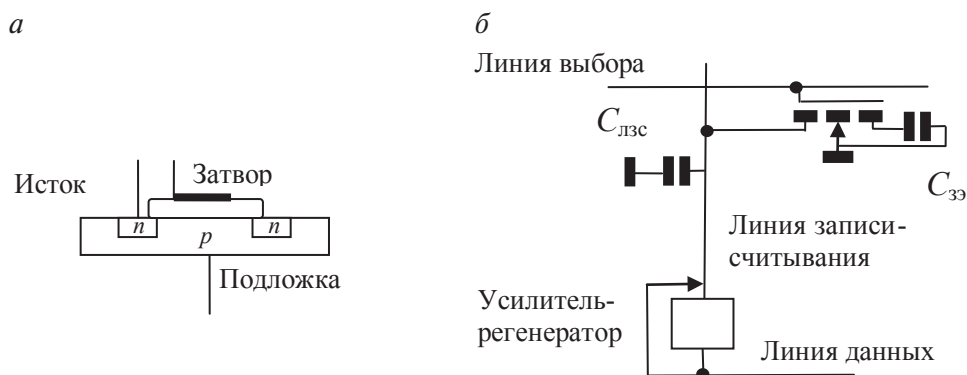 а
Исток
Затвор
n
p
n
Подложка
б
Линия выбора
Cлзс
Cзэ
Линия записи-
считывания
Усилитель-
регенератор
Линия данных